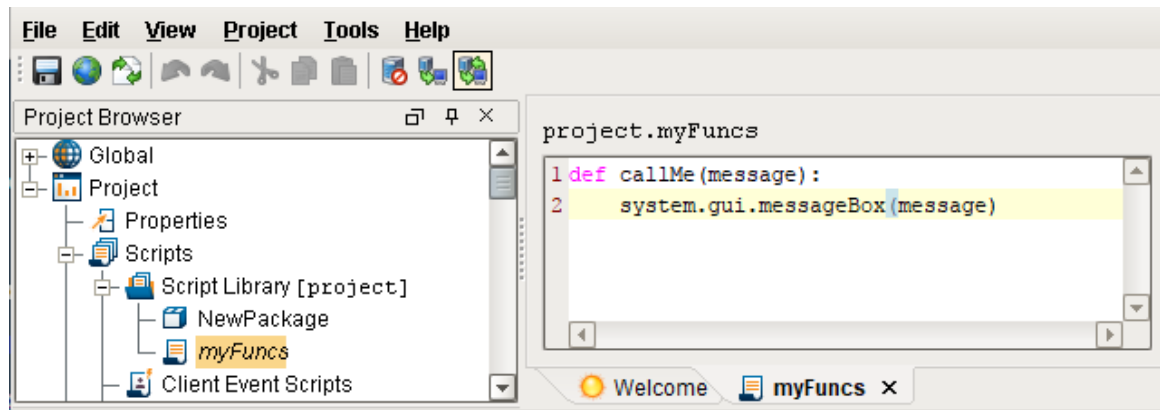 File Edit View Project Tools Help
Project Browser
Global
Project
Properties
Scripts
Script Library [project]
NewPackage
myFuncs
Client Event Scripts
project.myFuncs
1 def callMe(message):
2 system.gui.messageBox(message)
Welcome myFuncs